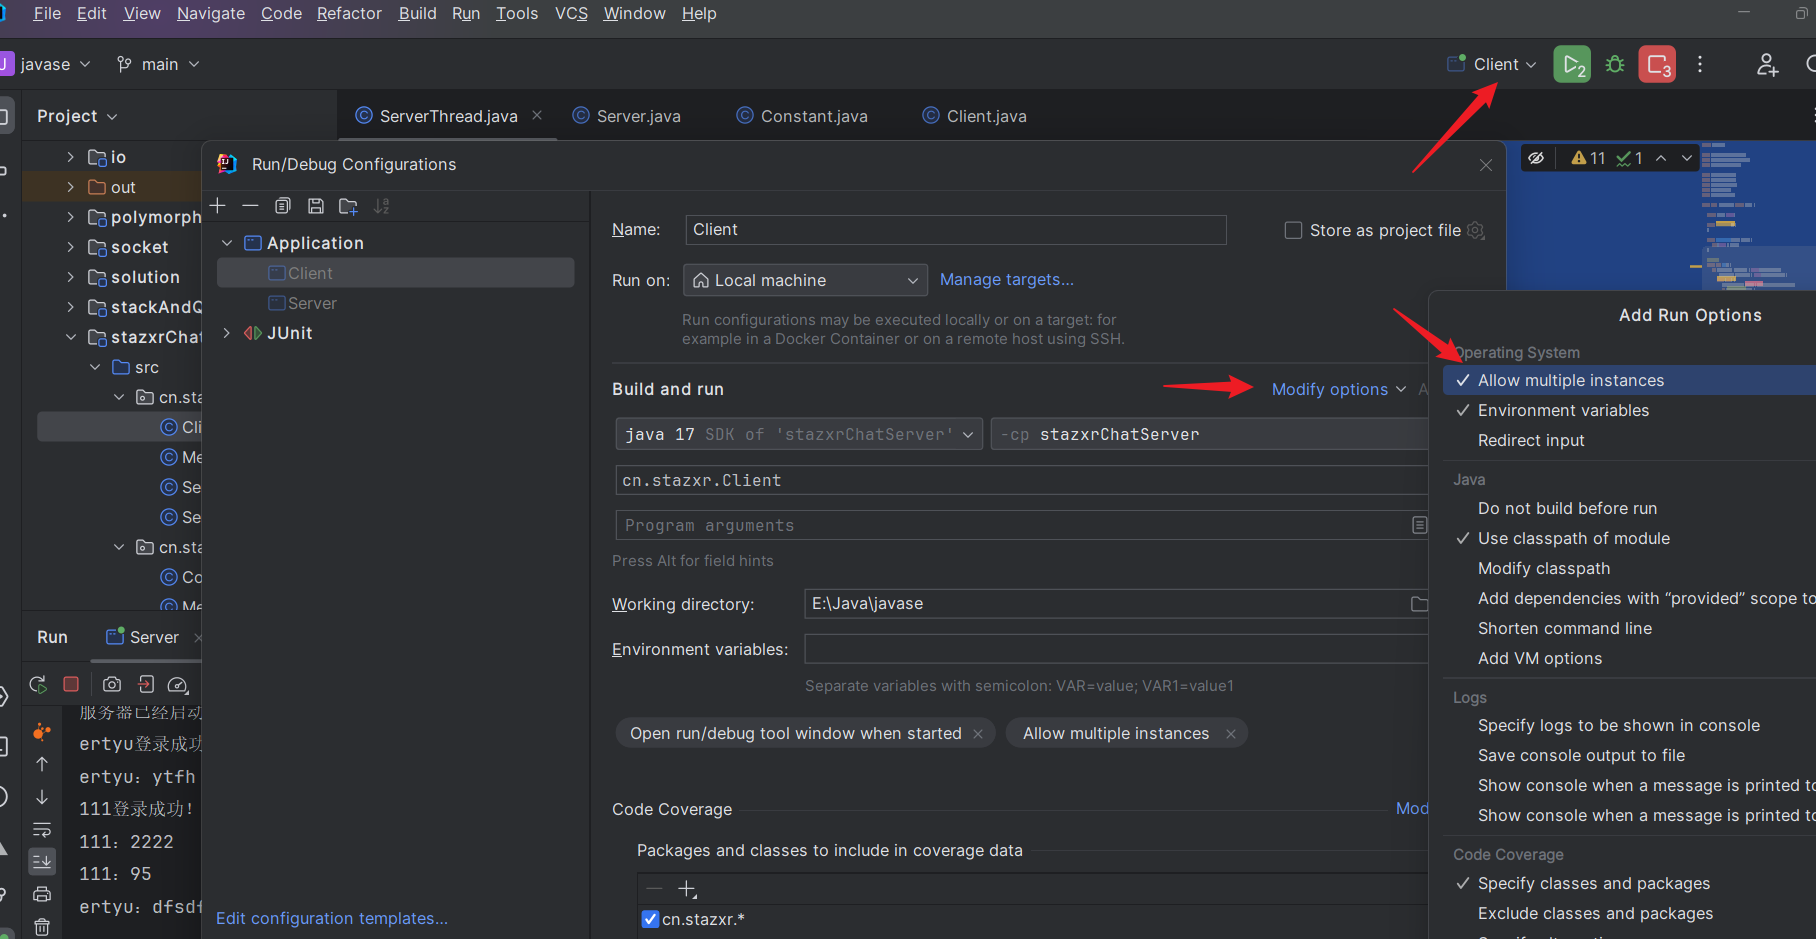 File Edit View Navigate Code Refactor Build Run Tools VCS Window Help
javase main Client 2 3
Project ServerThread.java Server.java Constant.java Client.java
io
out
polymorph
socket
solution
stackAndQ
stazxrChat
src
cn.sta
Cli
Me
Se
Se
cn.sta
Co
Me
Run/Debug Configurations
11 1
Application
Client
Server
JUnit
Edit configuration templates...
Name: Client Store as project file
Run on: Local machine Manage targets...
Run configurations may be executed locally or on a target: for
example in a Docker Container or on a remote host using SSH.
Build and run Modify options A
java 17 SDK of 'stazxrChatServer' -cp stazxrChatServer
cn.stazxr.Client
Program arguments
Press Alt for field hints
Working directory: E:\Java\javase
Environment variables:
Separate variables with semicolon: VAR=value; VAR1=value1
Open run/debug tool window when started Allow multiple instances
Code Coverage Mod
Packages and classes to include in coverage data
cn.stazxr.*
Add Run Options
Operating System
Allow multiple instances
Environment variables
Redirect input
Java
Do not build before run
Use classpath of module
Modify classpath
Add dependencies with “provided” scope to
Shorten command line
Add VM options
Logs
Specify logs to be shown in console
Save console output to file
Show console when a message is printed to
Show console when a message is printed to
Code Coverage
Specify classes and packages
Exclude classes and packages
Run Server
服务器已经启动
ertyu登录成功
ertyu: ytfh
111登录成功!
111: 2222
111: 95
ertyu: dfsdf